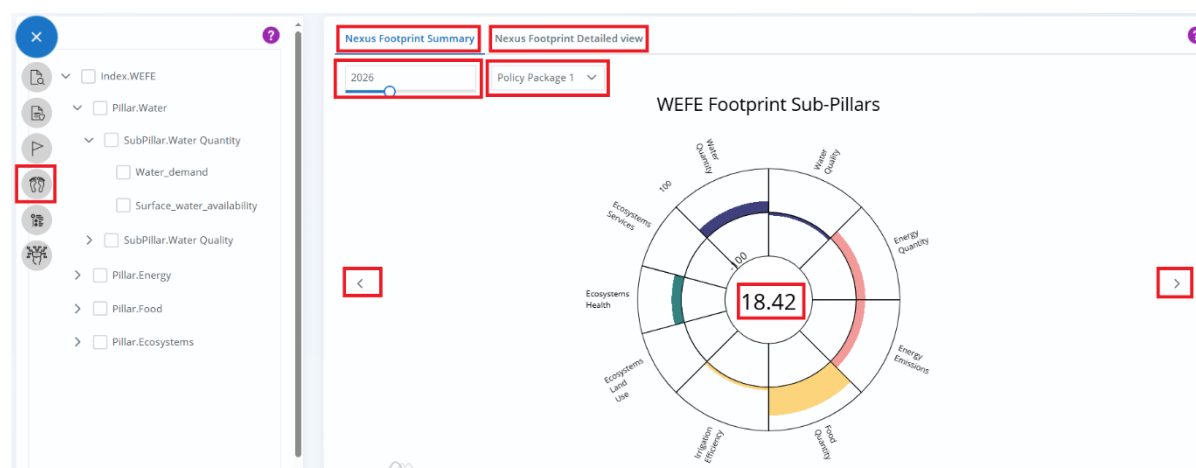 ×
?
Index.WEFE
Pillar.Water
SubPillar.Water Quantity
Water_demand
Surface_water_availability
SubPillar.Water Quality
Pillar.Energy
Pillar.Food
Pillar.Ecosystems
Nexus Footprint Summary
Nexus Footprint Detailed view
?
2026
Policy Package 1
WEFE Footprint Sub-Pillars
Water
Quantity
Water
Quality
100
Ecosystems
Services
Energy
Quantity
-100
Ecosystems
Health
18.42
Energy
Emissions
Ecosystems
Land
Use
Irrigation
Efficiency
Food
Quantity